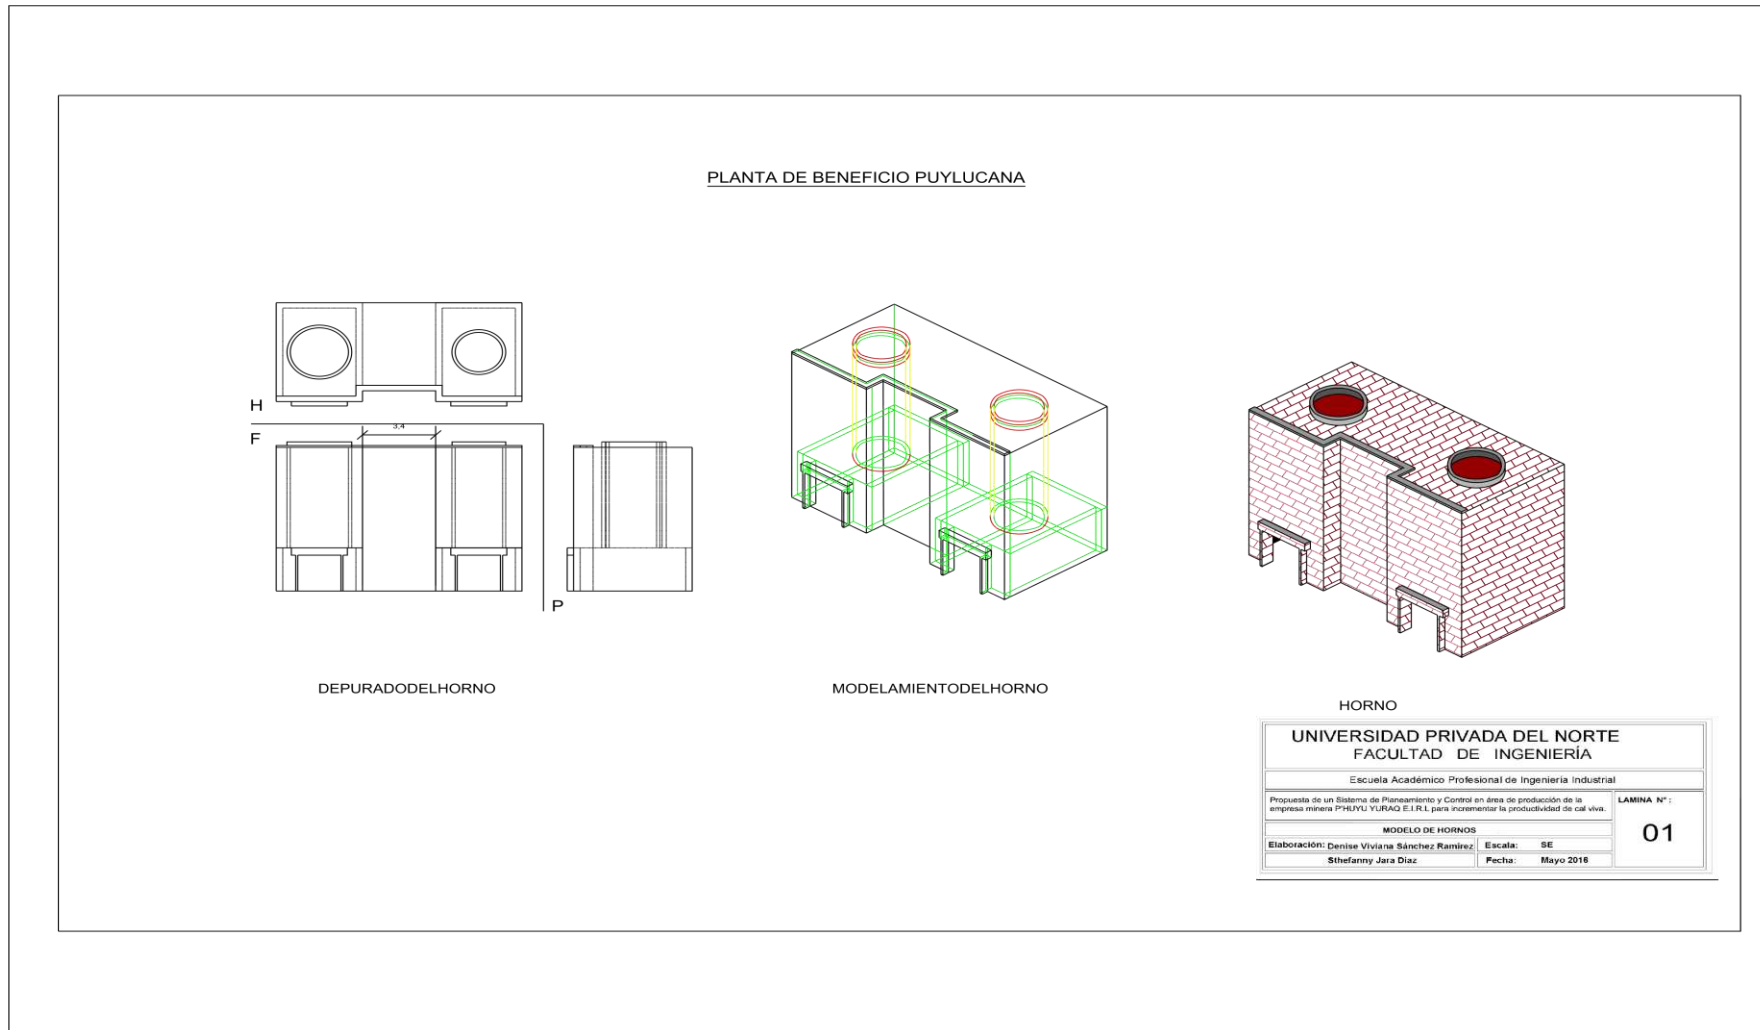 PLANTA DE BENEFICIO PUYLUCANA
H
F
3,4
P
DEPURADODELHORNO
MODELAMIENTODELHORNO
HORNO
UNIVERSIDAD PRIVADA DEL NORTE
FACULTAD DE INGENIERÍA
Escuela Académico Profesional de Ingeniería Industrial
Propuesta de un Sistema de Planeamiento y Control en área de producción de la
empresa minera P'HUYU YURAQ E.I.R.L para incrementar la productividad de cal viva.
LAMINA N° :
01
MODELO DE HORNOS
Elaboración: Denise Viviana Sánchez Ramirez
Escala: SE
Sthefanny Jara Diaz
Fecha: Mayo 2016